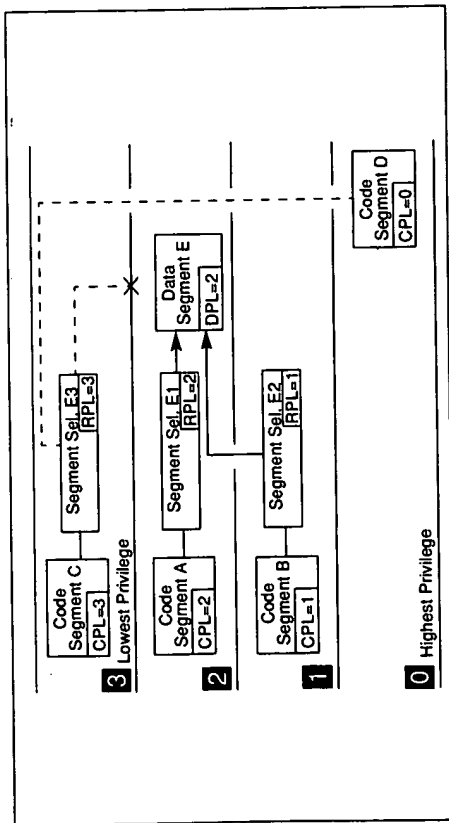 Code
Segment C
CPL=3
Segment Sel. E3
RPL=3
3
Lowest Privilege
Code
Segment A
CPL=2
Segment Sel. E1
RPL=2
Data
Segment E
DPL=2
2
Code
Segment B
CPL=1
Segment Sel. E2
RPL=1
1
Code
Segment D
CPL=0
0
Highest Privilege